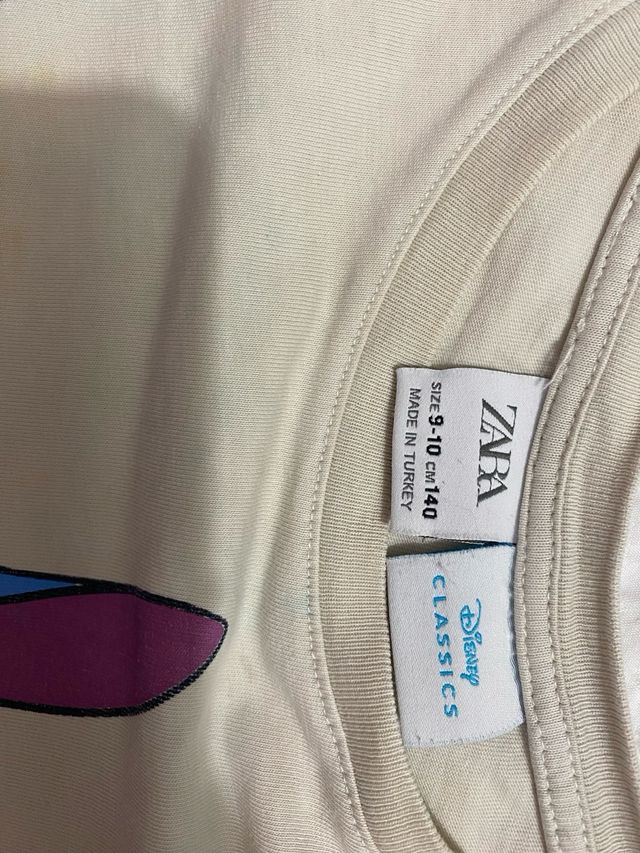 ZARA
SIZE 9-10 CM 140
MADE IN TURKEY
Disney
CLASSICS